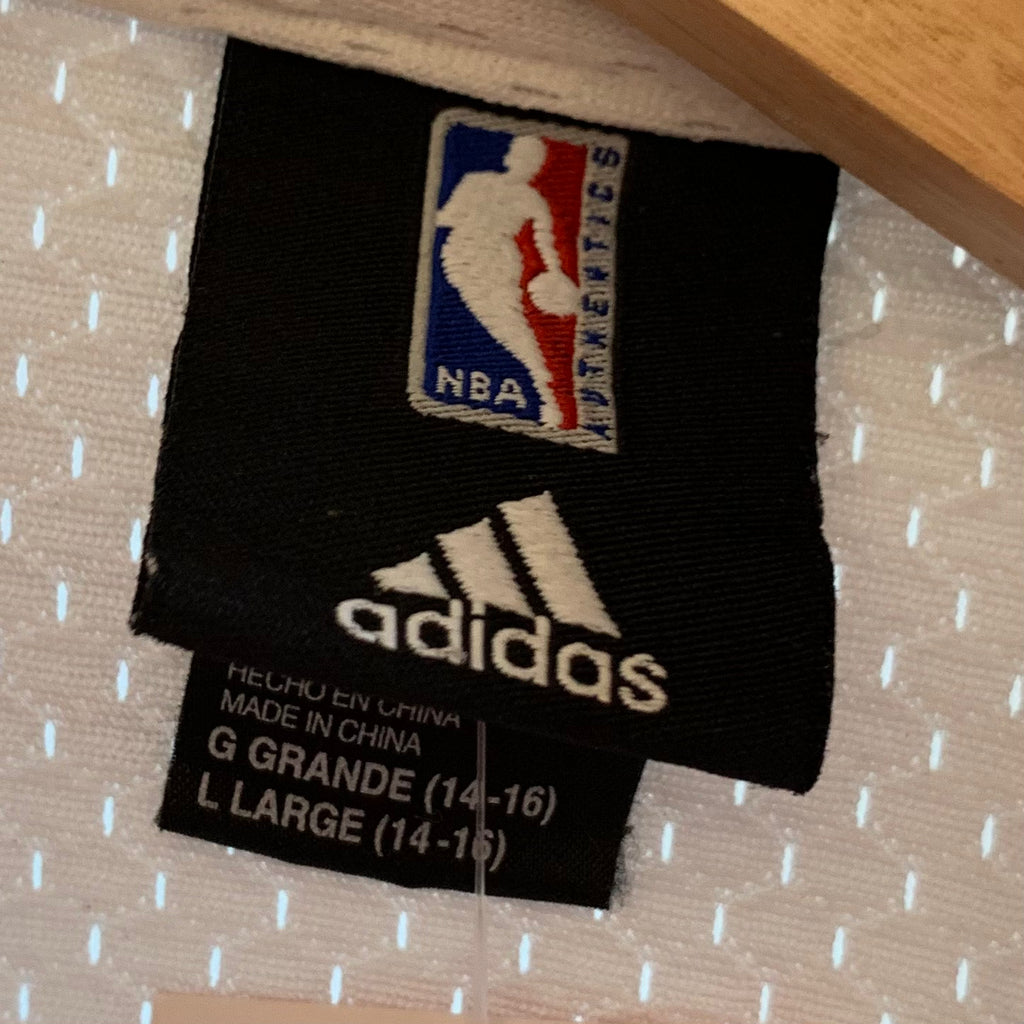 NBA
AUTHENTICS
adidas
HECHO EN CHINA
MADE IN CHINA
G GRANDE (14-16)
L LARGE (14-16)